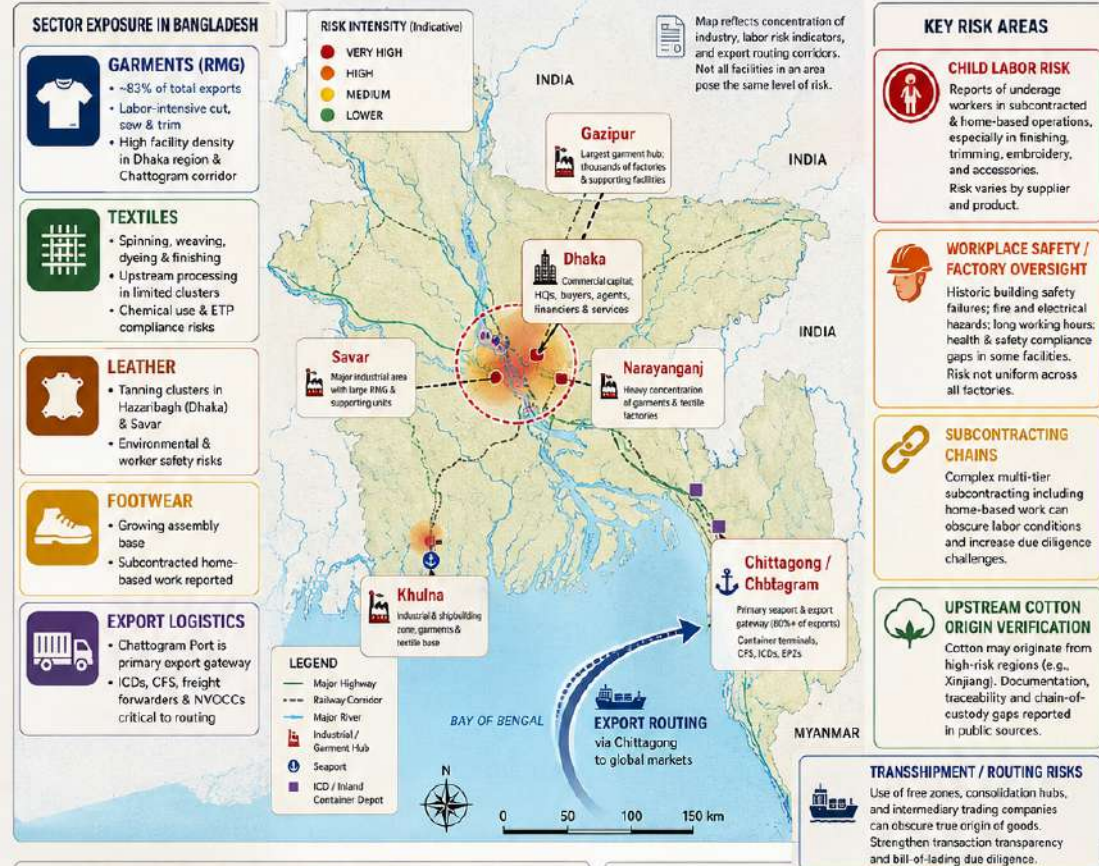 SECTOR EXPOSURE IN BANGLADESH
GARMENTS (RMG)
• ~83% of total exports
• Labor-intensive cut,
sew & trim
• High facility density
in Dhaka region &
Chattogram corridor
TEXTILES
• Spinning, weaving,
dyeing & finishing
• Upstream processing
in limited clusters
• Chemical use & ETP
compliance risks
LEATHER
• Tanning clusters in
Hazaribagh (Dhaka)
& Savar
• Environmental &
worker safety risks
FOOTWEAR
• Growing assembly
base
• Subcontracted home-
based work reported
EXPORT LOGISTICS
• Chattogram Port is
primary export gateway
• ICDs, CFS, freight
forwarders & NVOCCs
critical to routing
RISK INTENSITY (Indicative)
VERY HIGH
HIGH
MEDIUM
LOWER
Map reflects concentration of
industry, labor risk indicators,
and export routing corridors.
Not all facilities in an area
pose the same level of risk.
INDIA
INDIA
INDIA
Gazipur
Largest garment hub;
thousands of factories
& supporting facilities
Dhaka
Commercial capital;
HQs, buyers, agents,
financiers & services
Savar
Major industrial area
with large RMG &
supporting units
Narayanganj
Heavy concentration
of garments & textile
factories
Khulna
Industrial & shipbuilding
zone, garments &
textile base
Chittagong /
Chbtagram
Primary seaport & export
gateway (80%+ of exports)
Container terminals,
CFS, ICDs, EPZs
LEGEND
Major Highway
Railway Corridor
Major River
Industrial /
Garment Hub
Seaport
ICD / Inland
Container Depot
BAY OF BENGAL
EXPORT ROUTING
via Chittagong
to global markets
MYANMAR
N
0 50 100 150 km
KEY RISK AREAS
CHILD LABOR RISK
Reports of underage
workers in subcontracted
& home-based operations,
especially in finishing,
trimming, embroidery,
and accessories.
Risk varies by supplier
and product.
WORKPLACE SAFETY /
FACTORY OVERSIGHT
Historic building safety
failures; fire and electrical
hazards; long working hours;
health & safety compliance
gaps in some facilities.
Risk not uniform across
all factories.
SUBCONTRACTING
CHAINS
Complex multi-tier
subcontracting including
home-based work can
obscure labor conditions
and increase due diligence
challenges.
UPSTREAM COTTON
ORIGIN VERIFICATION
Cotton may originate from
high-risk regions (e.g.,
Xinjiang). Documentation,
traceability and chain-of-
custody gaps reported
in public sources.
TRANSSHIPMENT / ROUTING RISKS
Use of free zones, consolidation hubs,
and intermediary trading companies
can obscure true origin of goods.
Strengthen transaction transparency
and bill-of-lading due diligence.